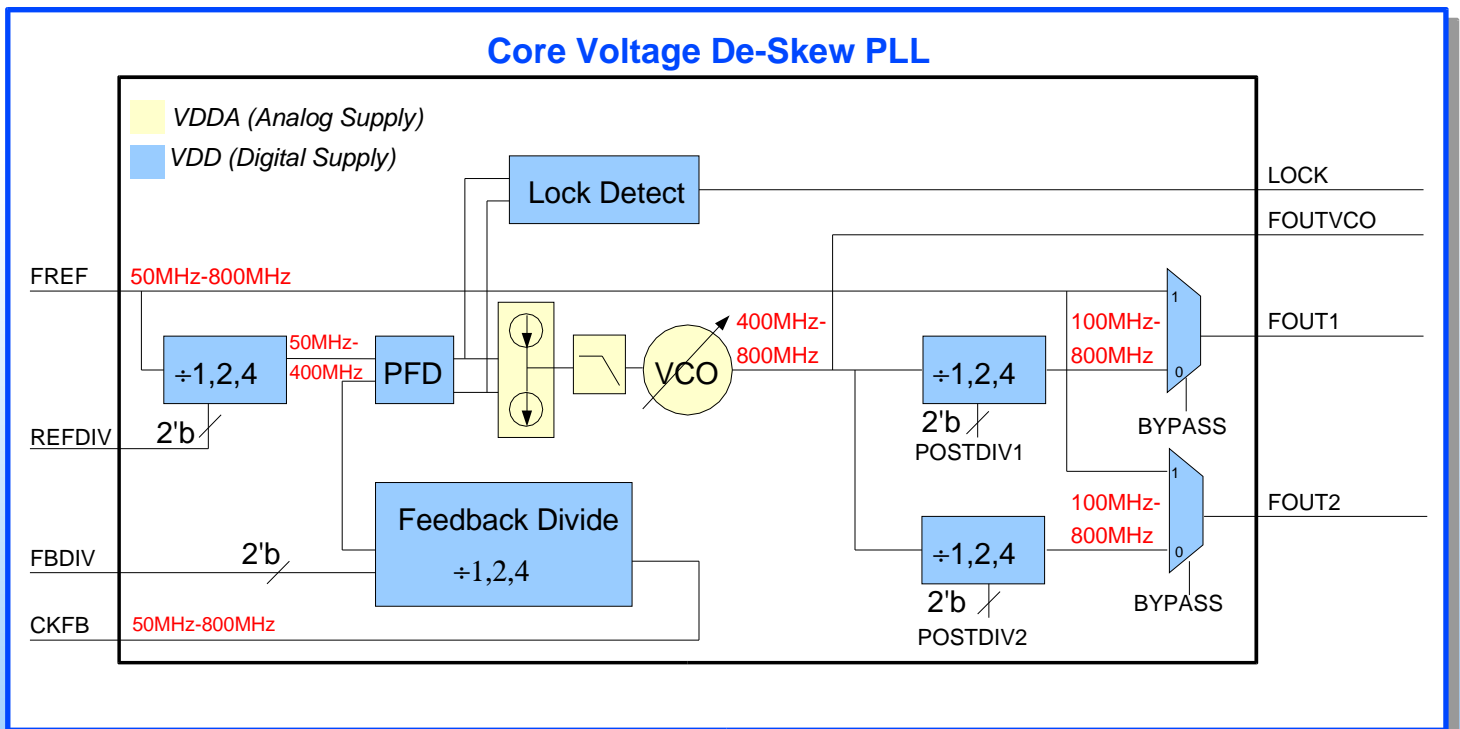 Core Voltage De-Skew PLL
VDDA (Analog Supply)
VDD (Digital Supply)
Lock Detect
LOCK
FOUTVCO
FREF
50MHz-800MHz
1
0
FOUT1
BYPASS
÷1,2,4
50MHz-
400MHz
PFD
VCO
400MHz-
800MHz
÷1,2,4
100MHz-
800MHz
2'b
REFDIV
2'b
POSTDIV1
1
0
FOUT2
BYPASS
Feedback Divide
÷1,2,4
100MHz-
800MHz
÷1,2,4
FBDIV
2'b
2'b
POSTDIV2
CKFB
50MHz-800MHz